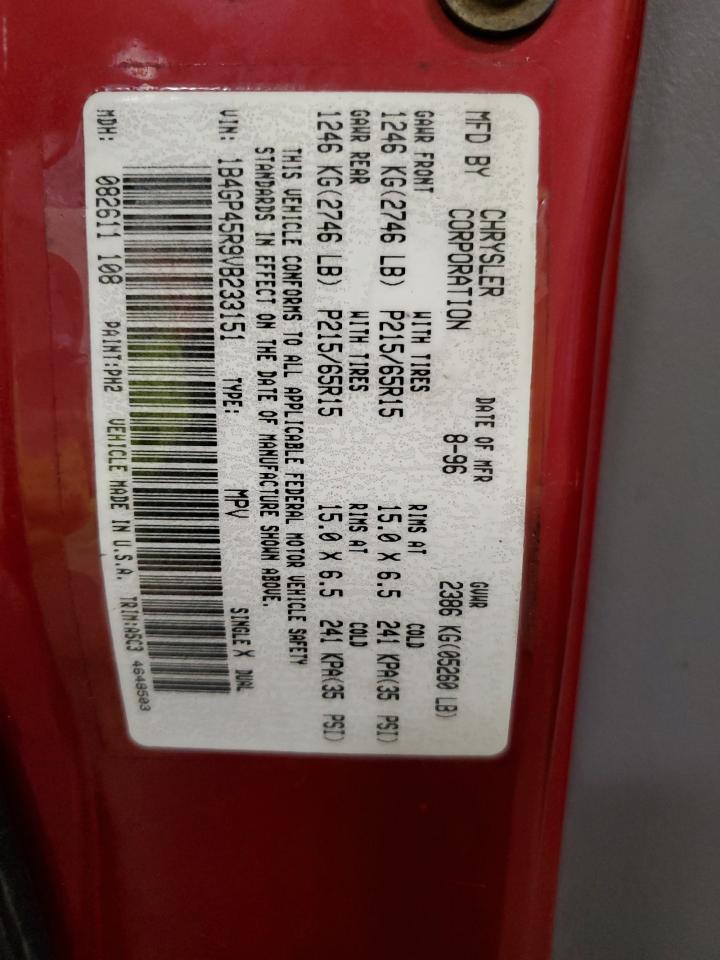 MFD BY CHRYSLER CORPORATION DATE OF MFR 8-96 GVWR 2386 KG(05260 LB)
GAWR FRONT WITH TIRES RIMS AT COLD
1246 KG(2746 LB) P215/65R15 15.0 X 6.5 241 KPA(35 PSI)
GAWR REAR WITH TIRES RIMS AT COLD
1246 KG(2746 LB) P215/65R15 15.0 X 6.5 241 KPA(35 PSI)
THIS VEHICLE CONFORMS TO ALL APPLICABLE FEDERAL MOTOR VEHICLE SAFETY
STANDARDS IN EFFECT ON THE DATE OF MANUFACTURE SHOWN ABOVE.
VIN: 1B4GP45R9VB233151 TYPE: MPV SINGLE X DUAL
MDH: 082611 108 PAINT:PH2 VEHICLE MADE IN U.S.A. TRIM:A5C3 4648503